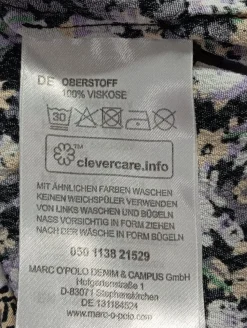 DE OBERSTOFF
100% VISKOSE
30
clevercare.info
MIT ÄHNLICHEN FARBEN WASCHEN
KEINEN WEICHSPÜLER VERWENDEN
VON LINKS WASCHEN UND BÜGELN
NASS VORSICHTIG IN FORM ZIEHEN
NACH DER WÄSCHE IN FORM BÜGELN
050 1138 21529
MARC O'POLO DENIM & CAMPUS GmbH
Hofgartenstraße 1
D-83071 Stephanskirchen
DE 131184524
www.marc-o-polo.com